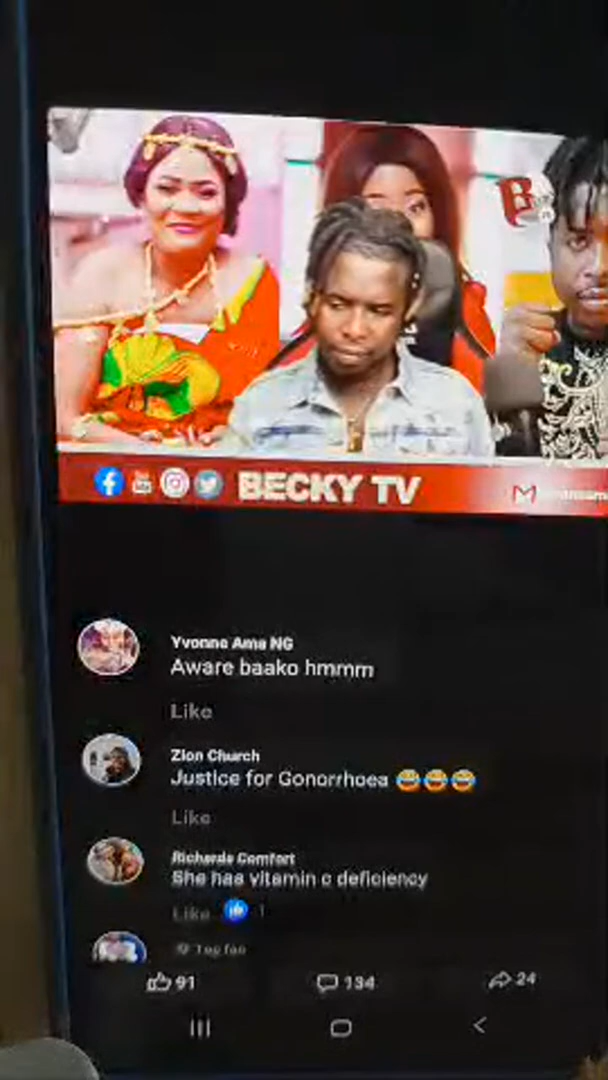 B
BECKY TV
Yvonne Ama NG
Aware baako hmmm
Like
Zion Church
Justice for Gonorrhoea 😂😂😂
Like
Richards Comfort
She has vitamin c deficiency
Like 1
Top fan
91 134 24